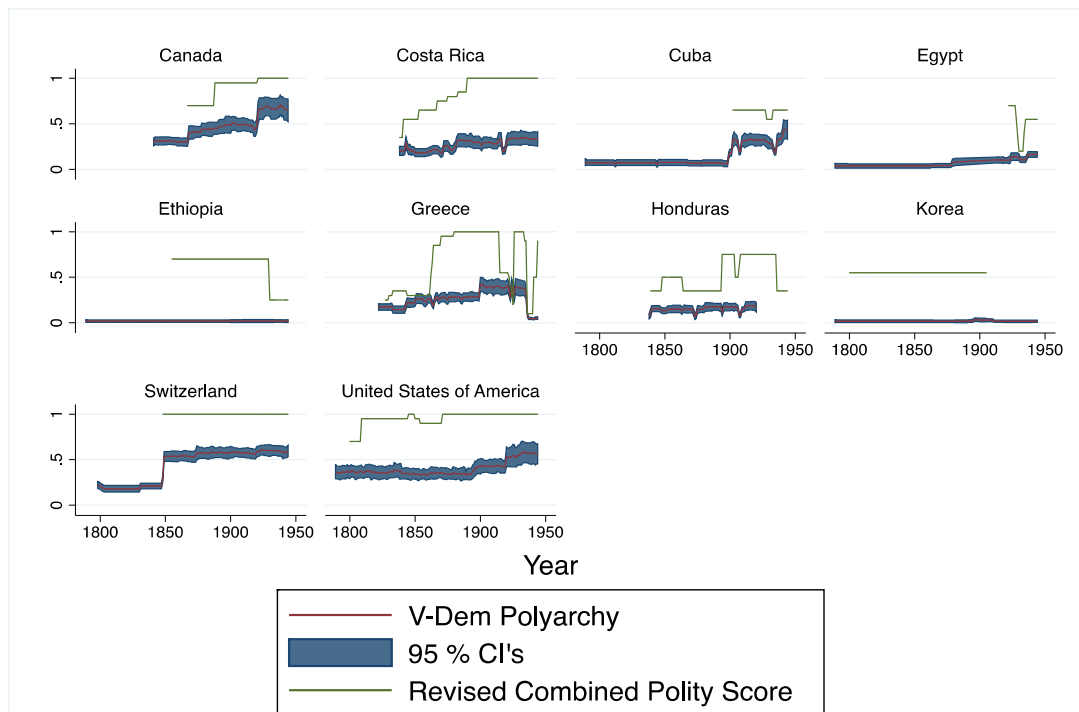 Canada
Costa Rica
Cuba
Egypt
0 .5 1
Ethiopia
Greece
Honduras
Korea
0 .5 1
1800 1850 1900 1950
1800 1850 1900 1950
Switzerland
United States of America
0 .5 1
1800 1850 1900 1950
1800 1850 1900 1950
Year
V-Dem Polyarchy
95 % CI's
Revised Combined Polity Score